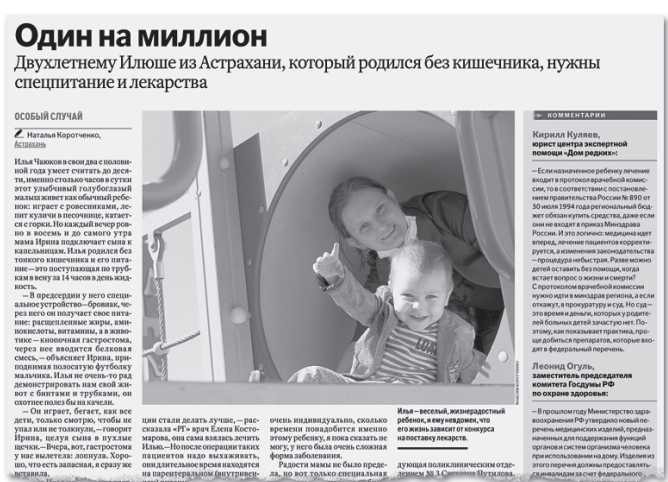 Один на миллион
Двухлетнему Илюше из Астрахани, который родился без кишечника, нужны
спецпитание и лекарства
ОСОБЫЙ СЛУЧАЙ
Наталья Коротченко,
Астрахань
Илья Чаюков в свои два с полови-
ной года умеет считать до деся-
ти, именно столько часов в сутки
этот улыбчивый голубоглазый
малыш живет как обычный ребе-
нок: играет с ровесниками, ле-
пит куличи в песочнице, катает-
ся с горки. Но каждый вечер ров-
но в восемь и до самого утра
мама Ирина подключает сына к
капельницам. Илья родился без
тонкого кишечника и его пита-
ние — это поступающая по труб-
кам в вену за 14 часов в день жид-
кость.
— В предсердии у него специ-
альное устройство — бровиак, че-
рез него он получает свое пита-
ние: расщепленные жиры, ами-
нокислоты, витамины, а в живо-
тике — кнопочная гастростома,
через нее вводится белковая
смесь, — объясняет Ирина, при-
поднимая полосатую футболку
мальчика. Илья не очень-то рад
демонстрировать нам свой жи-
вот с бинтами и трубками, он
охотнее полез бы на качели.
— Он играет, бегает, как все
дети, только смотрю, чтобы не
упал или не толкнули, — говорит
Ирина, целуя сына в пухлые
щечки. — Вчера, вот, гастростома
у нас вылетела: лопнула. Хоро-
шо, что есть запасная, я сразу же
вставила.
ции стали делать лучше, — рас-
сказала «РГ» врач Елена Косто-
марова, она сама взялась лечить
Илью. — Но после операции таких
пациентов надо выхаживать,
они длительное время находятся
на парентеральном (внутривен-
очень индивидуально, сколько
времени понадобится именно
этому ребенку, я пока сказать не
могу, у него была очень сложная
форма заболевания.
Радости мамы не было преде-
ла, но вот только специальная
Илья — веселый, жизнерадостный
ребенок, и ему невдомек, что
его жизнь зависит от конкурса
на поставку лекарств.
дующая поликлиническим отде-
лением № 3 Светлана Путилова.
КОММЕНТАРИИ
Кирилл Куляев,
юрист центра экспертной
помощи «Дом редких»:
— Если назначенное ребенку лечение
входит в протокол врачебной комис-
сии, то в соответствии с постановле-
нием правительства России № 890 от
30 июля 1994 года региональный бюд-
жет обязан купить средства, даже если
они не входят в приказ Минздрава
России. И это логично: медицина идет
вперед, лечение пациентов корректи-
руется, а изменения законодательства
— процедура небыстрая. Разве можно
детей оставить без помощи, когда
встает вопрос о жизни и смерти?
С протоколом врачебной комиссии
нужно идти в минздрав региона, а если
откажут, в прокуратуру и суд. Но суд —
это время и деньги, которых у родите-
лей больных детей зачастую нет. По-
этому, как показывает практика, про-
ще добиться препаратов, которые вхо-
дят в федеральный перечень.
Леонид Огуль,
заместитель председателя
комитета Госдумы РФ
по охране здоровья:
— В прошлом году Министерство здра-
воохранения РФ утвердило новый пе-
речень медицинских изделий, предназ-
наченных для поддержания функций
органов и систем организма человека
при использовании на дому. Изделия из
этого перечня должны предоставлять-
ся инвалидам за счет федерального